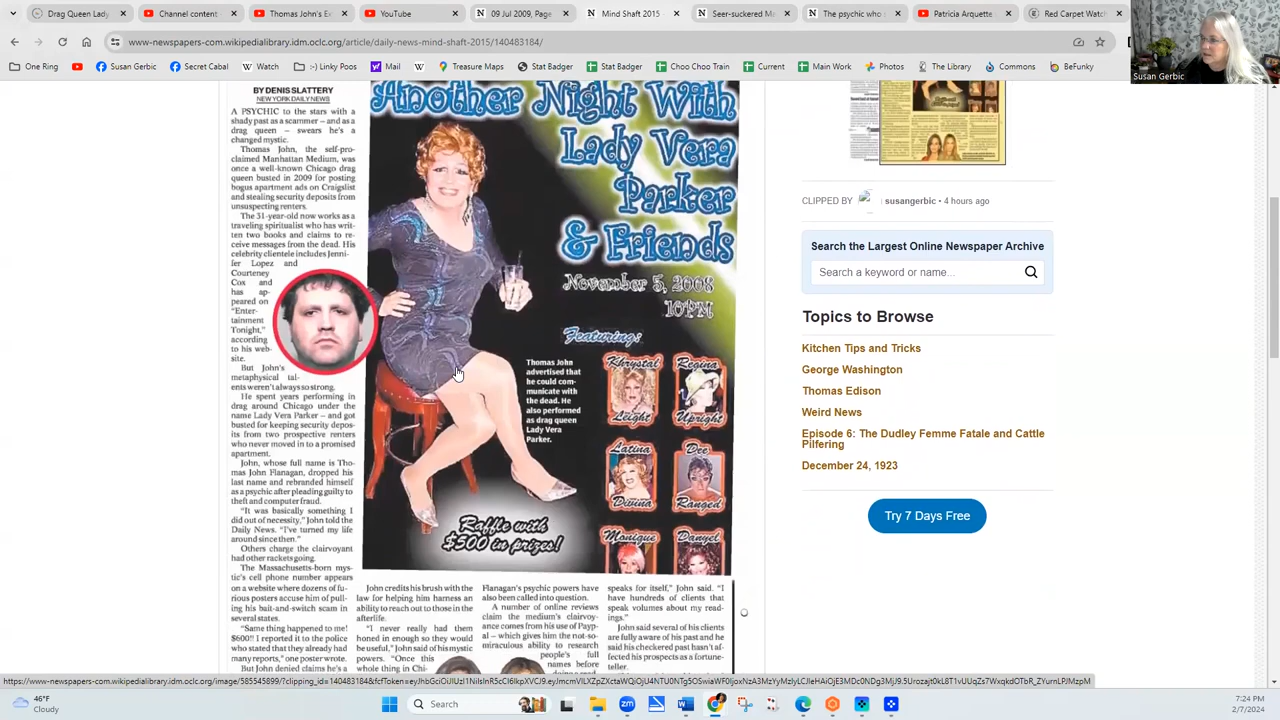 Drag Queen Lady
Channel content
Thomas John's E
YouTube
09 Jul 2009, Page
Mind Shaft 2015
Seer-suckered M
The psychic who
Patricia Arquette
Red Carpet Watch
www-newspapers-com.wikipedialibrary.idm.oclc.org/article/daily-news-mind-shaft-2015/140483184/
One Ring
Susan Gerbic
Secret Cabal
Watch
:-) Linky Poos
Mail
Treasure Maps
Stat Badger
Stat Badger
Choo Choo Train
Current
Main Work
Photos
The Library
Commons
BeFunky
Susan Gerbic
BY DENIS SLATTERY
NEW YORK DAILY NEWS
A PSYCHIC to the stars with a
shady past as a scammer – and as a
drag queen – swears he's a
changed mystic.
Thomas John, the self-pro-
claimed Manhattan Medium, was
once a well-known Chicago drag
queen busted in 2009 for posting
bogus apartment ads on Craigslist
and stealing security deposits from
unsuspecting renters.
The 31-year-old now works as a
traveling spiritualist who has writ-
ten two books and claims to re-
ceive messages from the dead. His
celebrity clientele includes Jenni-
fer Lopez and
Courteney
Cox and
has ap-
peared on
"Enter-
tainment
Tonight,"
according
to his web-
site.
But John's
metaphysical tal-
ents weren't always so strong.
He spent years performing in
drag around Chicago under the
name Lady Vera Parker – and got
busted for keeping security depos-
its from two prospective renters
who never moved in to a promised
apartment.
John, whose full name is Tho-
mas John Flanagan, dropped his
last name and rebranded himself
as a psychic after pleading guilty to
theft and computer fraud.
"It was basically something I
did out of necessity," John told the
Daily News. "I've turned my life
around since then."
Others charge the clairvoyant
had other rackets going.
The Massachusetts-born mys-
tic's cell phone number appears
on a website where dozens of fu-
rious posters accuse him of pull-
ing his bait-and-switch scam in
several states.
"Same thing happened to me!
$600!! I reported it to the police
who stated that they already had
many reports," one poster wrote.
But John denied claims he's a
Another Night With
Lady Vera
Parker
& Friends
November 5, 2008
10PM
Featuring:
Khrystal
Leight
Regina
Upright
Latina
Divina
Dee
Ranged
Monique
Danyel
Thomas John
advertised that
he could com-
municate with
the dead. He
also performed
as drag queen
Lady Vera
Parker.
Raffle with
$500 in prizes!
John credits his brush with the
law for helping him harness an
ability to reach out to those in the
afterlife.
"I never really had them
honed in enough so they would
be useful," John said of his mystic
powers. "Once this
whole thing in Chi-
Flanagan's psychic powers have
also been called into question.
A number of online reviews
claim the medium's clairvoy-
ance comes from his use of Payp-
al – which gives him the not-so-
miraculous ability to research
people's full
names before
speaks for itself," John said. "I
have hundreds of clients that
speak volumes about my read-
ings."
John said several of his clients
are fully aware of his past and he
said his checkered past hasn't af-
fected his prospects as a fortune-
teller.
CLIPPED BY
susangerbic • 4 hours ago
Search the Largest Online Newspaper Archive
Search a keyword or name...
Topics to Browse
Kitchen Tips and Tricks
George Washington
Thomas Edison
Weird News
Episode 6: The Dudley Femme Fatale and Cattle
Pilfering
December 24, 1923
Try 7 Days Free
46°F
Cloudy
Search
7:24 PM
2/7/2024